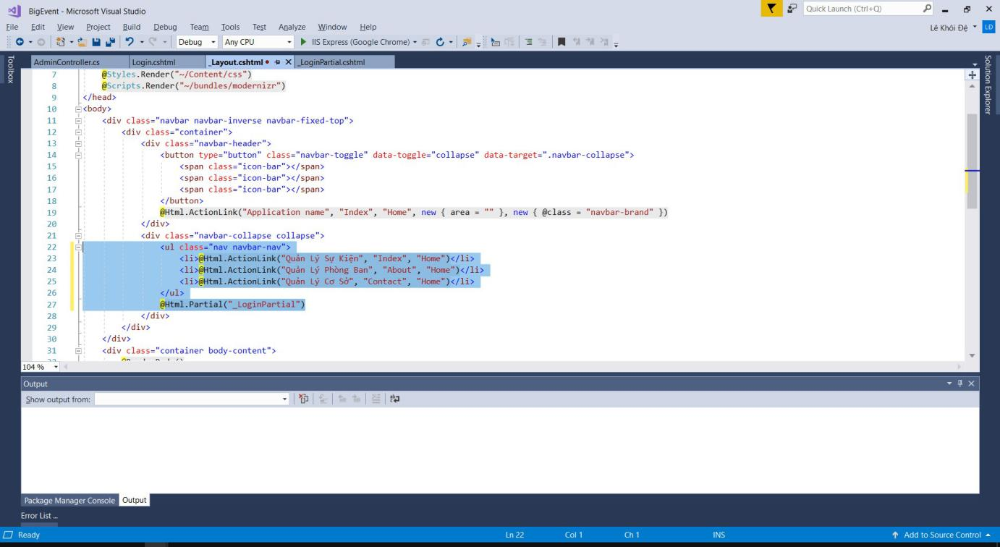 BigEvent - Microsoft Visual Studio
Quick Launch (Ctrl+Q)
File Edit View Project Build Debug Team Tools Test Analyze Window Help
Lê Khôi Đệ LD
Debug Any CPU IIS Express (Google Chrome)
Toolbox
AdminController.cs Login.cshtml _Layout.cshtml _LoginPartial.cshtml
Solution Explorer
7 @Styles.Render("~/Content/css")
8 @Scripts.Render("~/bundles/modernizr")
9 </head>
10 <body>
11 <div class="navbar navbar-inverse navbar-fixed-top">
12 <div class="container">
13 <div class="navbar-header">
14 <button type="button" class="navbar-toggle" data-toggle="collapse" data-target=".navbar-collapse">
15 <span class="icon-bar"></span>
16 <span class="icon-bar"></span>
17 <span class="icon-bar"></span>
18 </button>
19 @Html.ActionLink("Application name", "Index", "Home", new { area = "" }, new { @class = "navbar-brand" })
20 </div>
21 <div class="navbar-collapse collapse">
22 <ul class="nav navbar-nav">
23 <li>@Html.ActionLink("Quản Lý Sự Kiện", "Index", "Home")</li>
24 <li>@Html.ActionLink("Quản Lý Phòng Ban", "About", "Home")</li>
25 <li>@Html.ActionLink("Quản Lý Cơ Sở", "Contact", "Home")</li>
26 </ul>
27 @Html.Partial("_LoginPartial")
28 </div>
29 </div>
30 </div>
31 <div class="container body-content">
104 %
Output
Show output from:
Package Manager Console Output
Error List ...
Ready Ln 22 Col 1 Ch 1 INS Add to Source Control